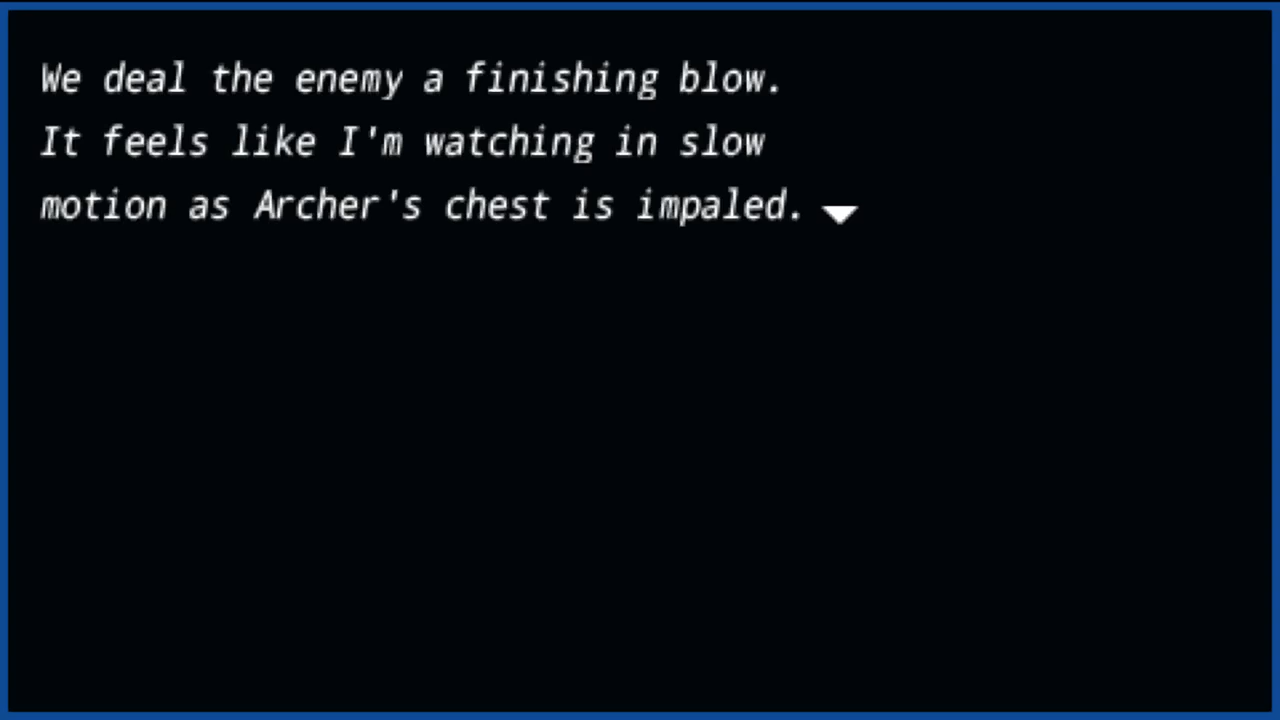 We deal the enemy a finishing blow.
It feels like I'm watching in slow
motion as Archer's chest is impaled.